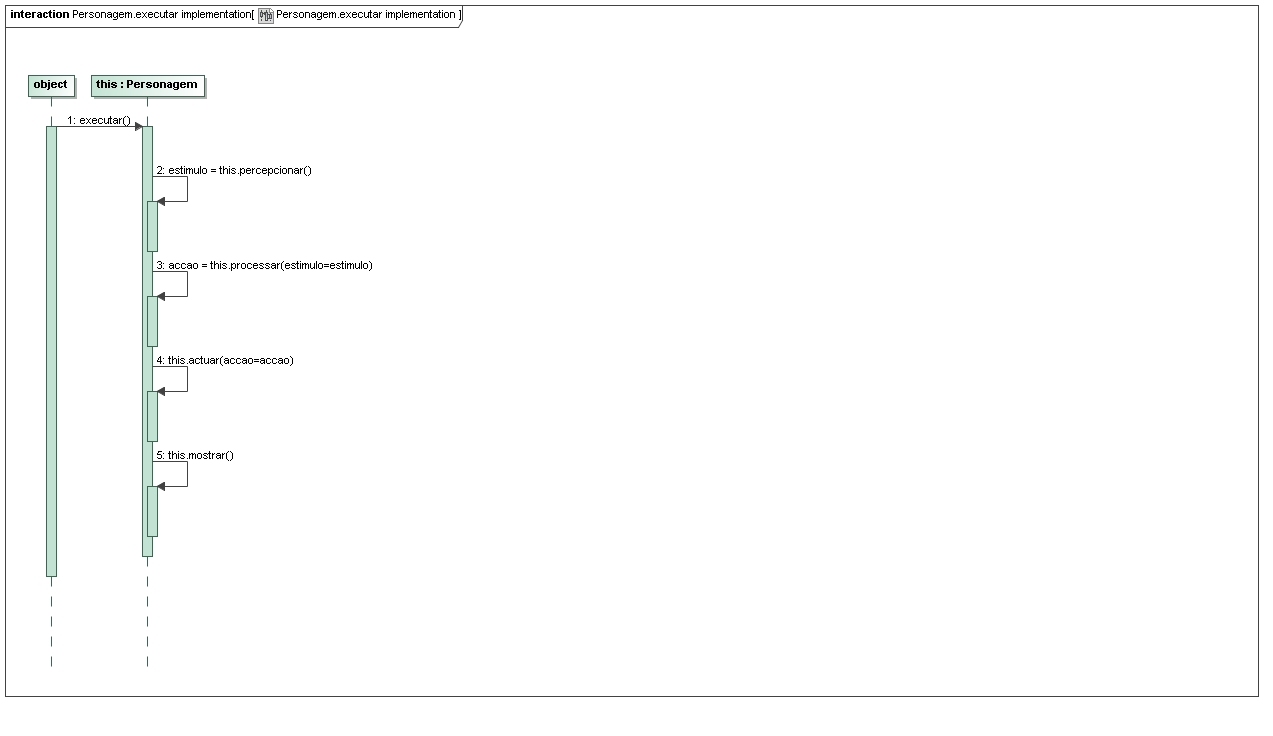 interaction Personagem.executar implementation[ Personagem.executar implementation ]
object
this : Personagem
1: executar()
2: estimulo = this.percepcionar()
3: accao = this.processar(estimulo=estimulo)
4: this.actuar(accao=accao)
5: this.mostrar()